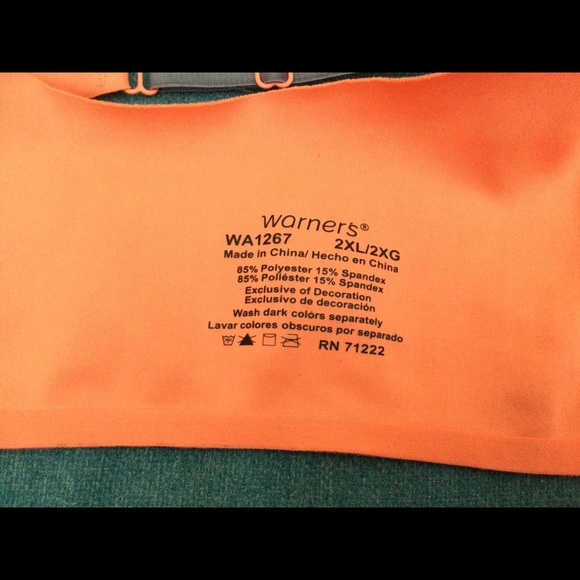 warner's®
WA1267 2XL/2XG
Made in China/ Hecho en China
85% Polyester 15% Spandex
85% Poliéster 15% Spandex
Exclusive of Decoration
Exclusivo de decoración
Wash dark colors separately
Lavar colores obscuros por separado
RN 71222